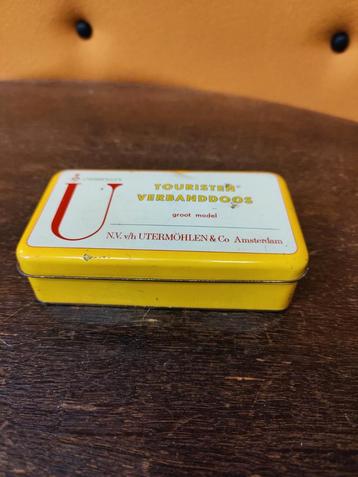 U
TOURISTEN
VERBANDDOOS
groot model
N.V. v/h UTERMÖHLEN & Co Amsterdam